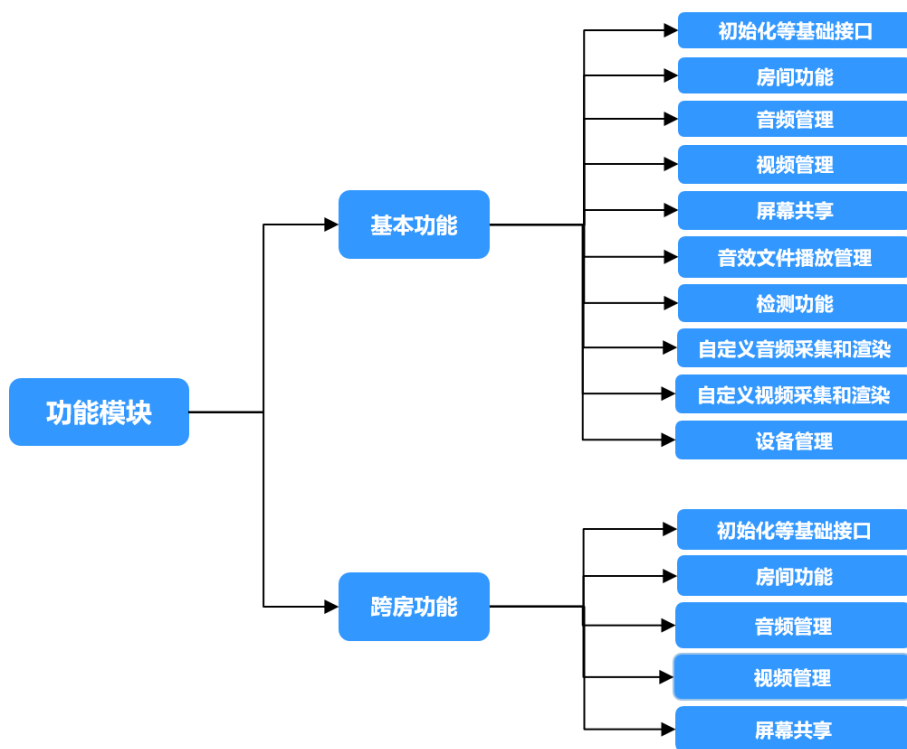 功能模块
基本功能
初始化等基础接口
房间功能
音频管理
视频管理
屏幕共享
音效文件播放管理
检测功能
自定义音频采集和渲染
自定义视频采集和渲染
设备管理
跨房功能
初始化等基础接口
房间功能
音频管理
视频管理
屏幕共享